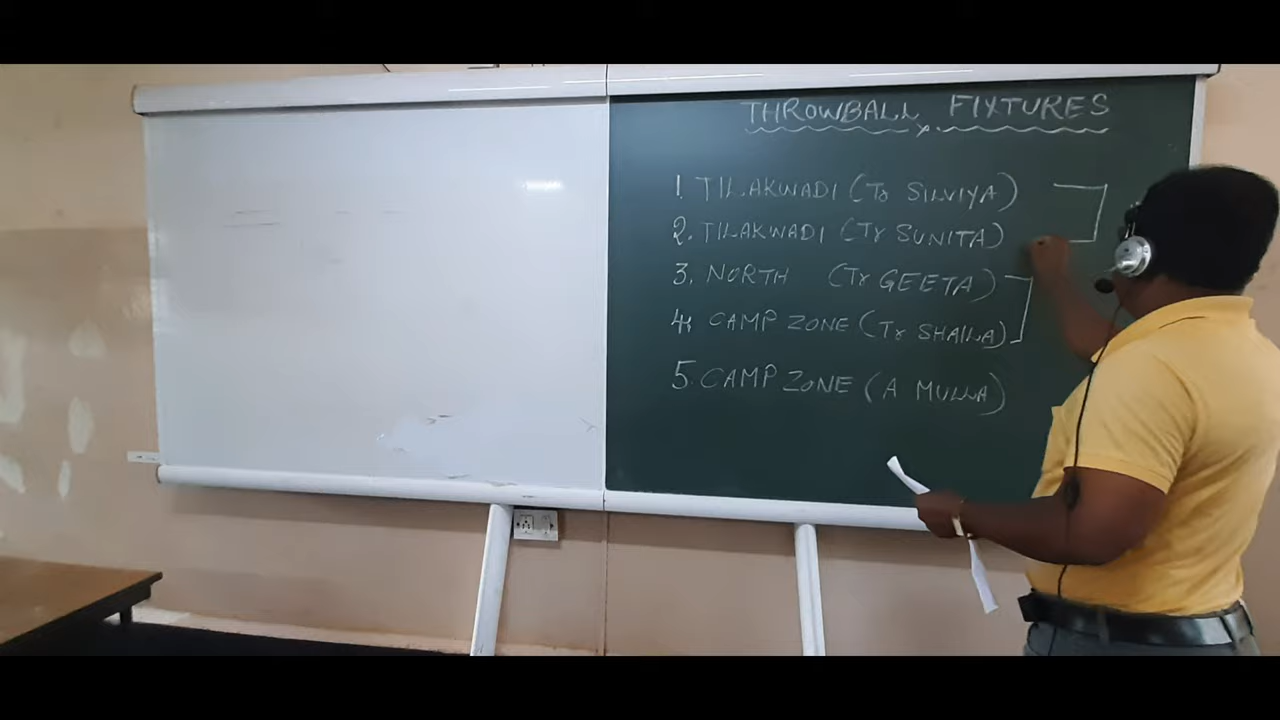 THROWBALL FIXTURES
1 TILAKWADI (Tr SILVIYA)
2. TILAKWADI (Tr SUNITA)
3, NORTH (Tr GEETA)
4; CAMP ZONE (Tr SHAILA)
5. CAMP ZONE (A MULLA)